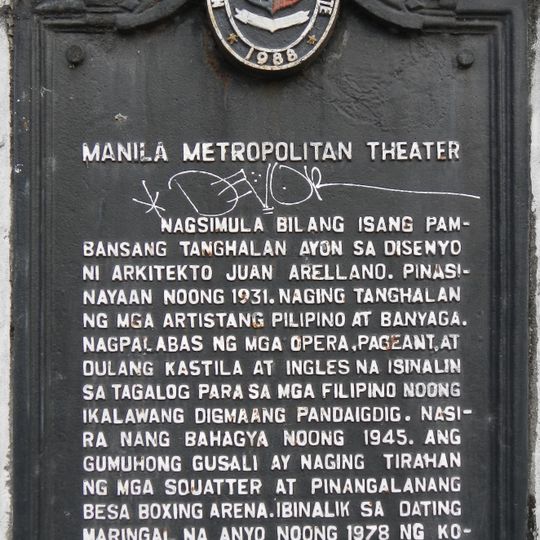 1988
MANILA METROPOLITAN THEATER
NAGSIMULA BILANG ISANG PAM-
BANSANG TANGHALAN AYON SA DISENYO
NI ARKITEKTO JUAN ARELLANO. PINASI-
NAYAAN NOONG 1931. NAGING TANGHALAN
NG MGA ARTISTANG PILIPINO AT BANYAGA.
NAGPALABAS NG MGA OPERA, PAGEANT, AT
DULANG KASTILA AT INGLES NA ISINALIN
SA TAGALOG PARA SA MGA FILIPINO NOONG
IKALAWANG DIGMAANG PANDAIGDIG. NASI-
RA NANG BAHAGYA NOONG 1945. ANG
GUMUHONG GUSALI AY NAGING TIRAHAN
NG MGA SQUATTER AT PINANGALANANG
BESA BOXING ARENA. IBINALIK SA DATING
MARINGAL NA ANYO NOONG 1978 NG KO-